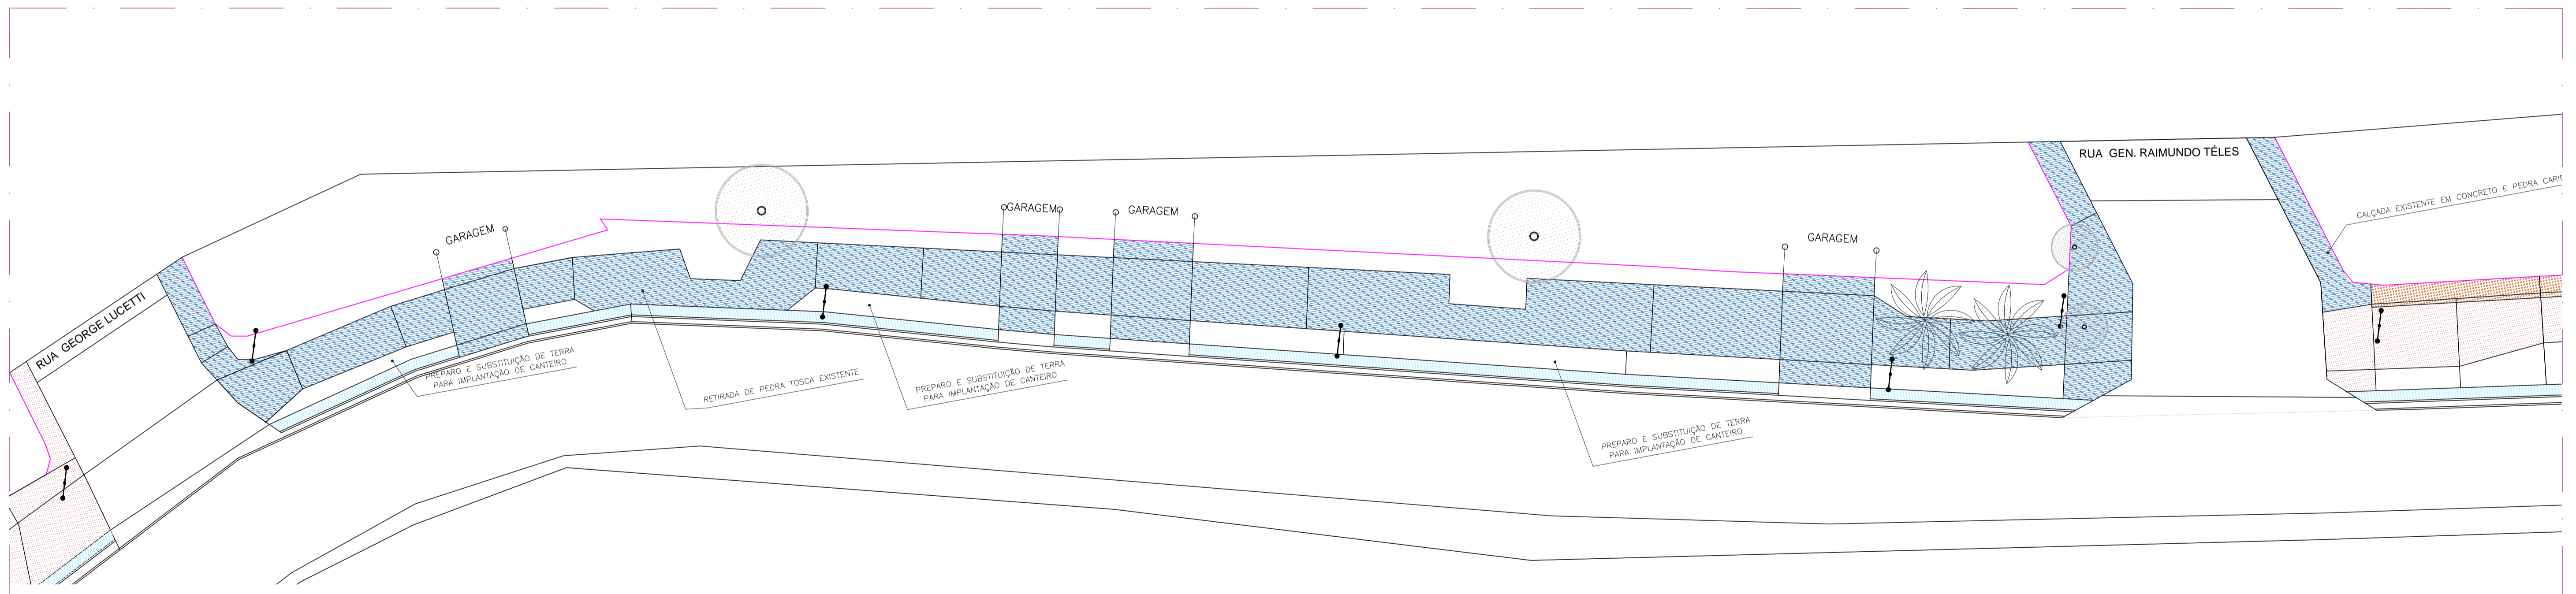 RUA GEORGE LUCETTI
GARAGEM
PREPARO E SUBSTITUIÇÃO DE TERRA
PARA IMPLANTAÇÃO DE CANTEIRO
RETIRADA DE PEDRA TOSCA EXISTENTE
PREPARO E SUBSTITUIÇÃO DE TERRA
PARA IMPLANTAÇÃO DE CANTEIRO
GARAGEM
GARAGEM
PREPARO E SUBSTITUIÇÃO DE TERRA
PARA IMPLANTAÇÃO DE CANTEIRO
GARAGEM
RUA GEN. RAIMUNDO TÉLES
CALÇADA EXISTENTE EM CONCRETO E PEDRA